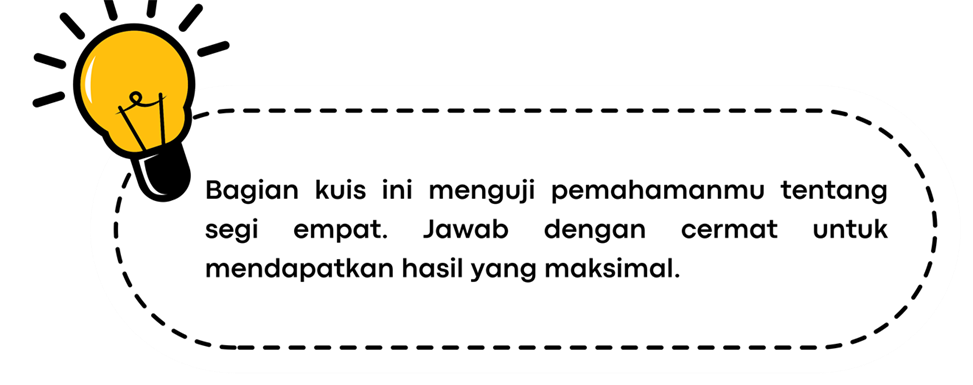 Bagian kuis ini menguji pemahamanmu tentang
segi empat. Jawab dengan cermat untuk
mendapatkan hasil yang maksimal.